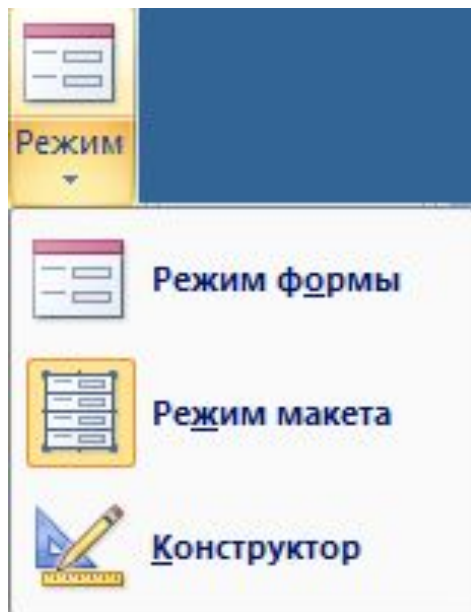 Режим
Режим формы
Режим макета
Конструктор